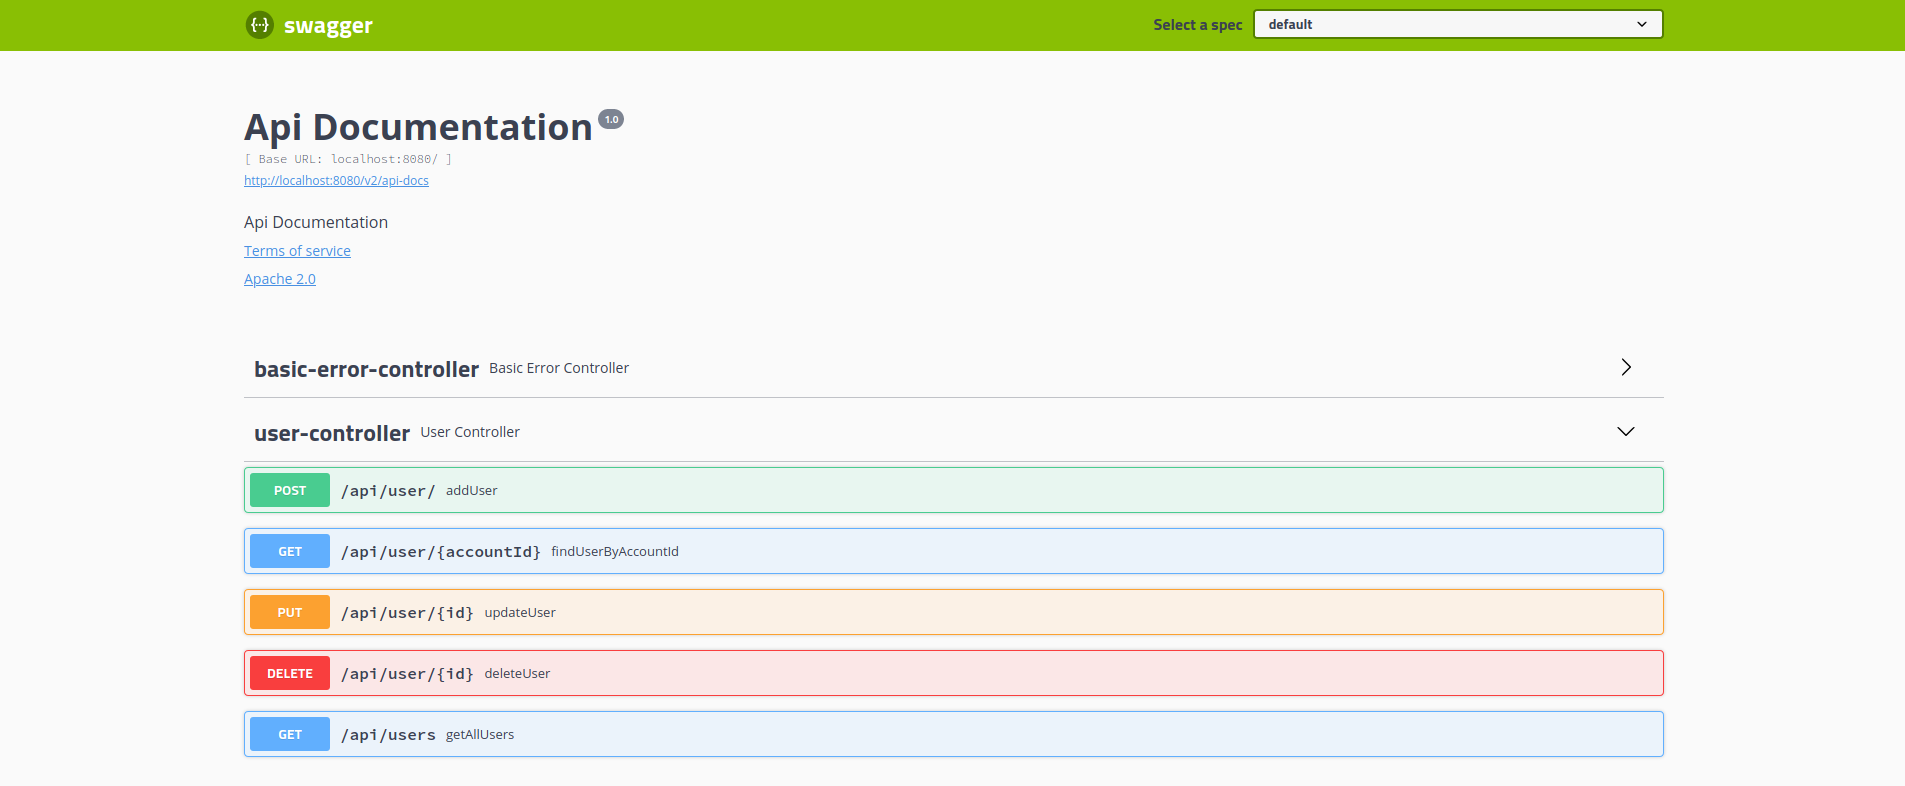 swagger
Select a spec default
Api Documentation 1.0
[ Base URL: localhost:8080/ ]
http://localhost:8080/v2/api-docs
Api Documentation
Terms of service
Apache 2.0
basic-error-controller Basic Error Controller
user-controller User Controller
POST /api/user/ addUser
GET /api/user/{accountId} findUserByAccountId
PUT /api/user/{id} updateUser
DELETE /api/user/{id} deleteUser
GET /api/users getAllUsers